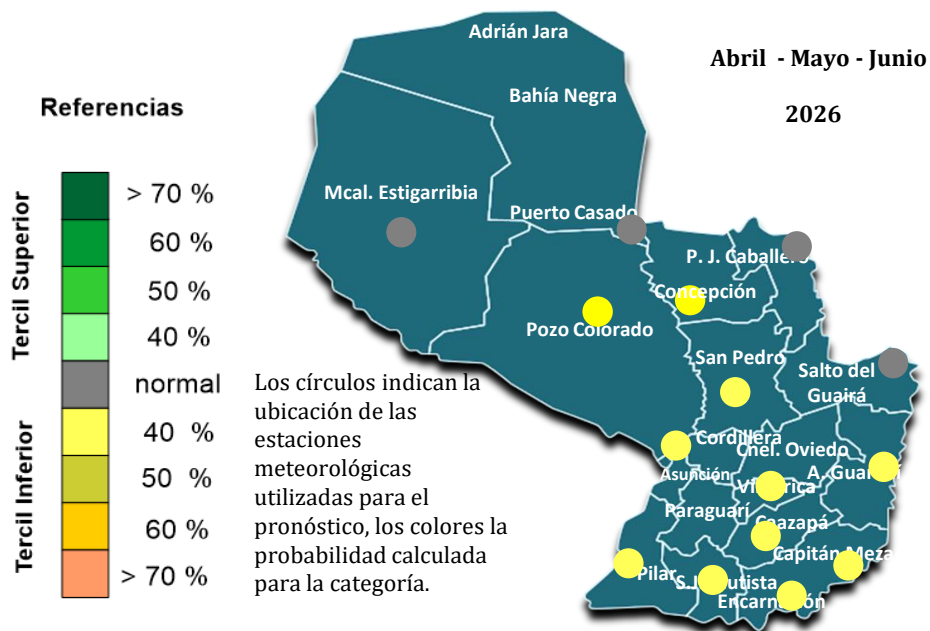 Adrián Jara
Abril - Mayo - Junio
2026
Bahía Negra
Referencias
Tercil Superior
> 70 %
60 %
50 %
40 %
normal
Tercil Inferior
40 %
50 %
60 %
> 70 %
Mcal. Estigarribia
Puerto Casado
P. J. Caballero
Concepción
Pozo Colorado
San Pedro
Salto del
Guairá
Los círculos indican la
ubicación de las
estaciones
meteorológicas
utilizadas para el
pronóstico, los colores la
probabilidad calculada
para la categoría.
Cordillera
Cnel. Oviedo
Asunción
A. Guaraní
Villarrica
Paraguarí
Caazapá
Capitán Meza
Pilar
S.J. Bautista
Encarnación